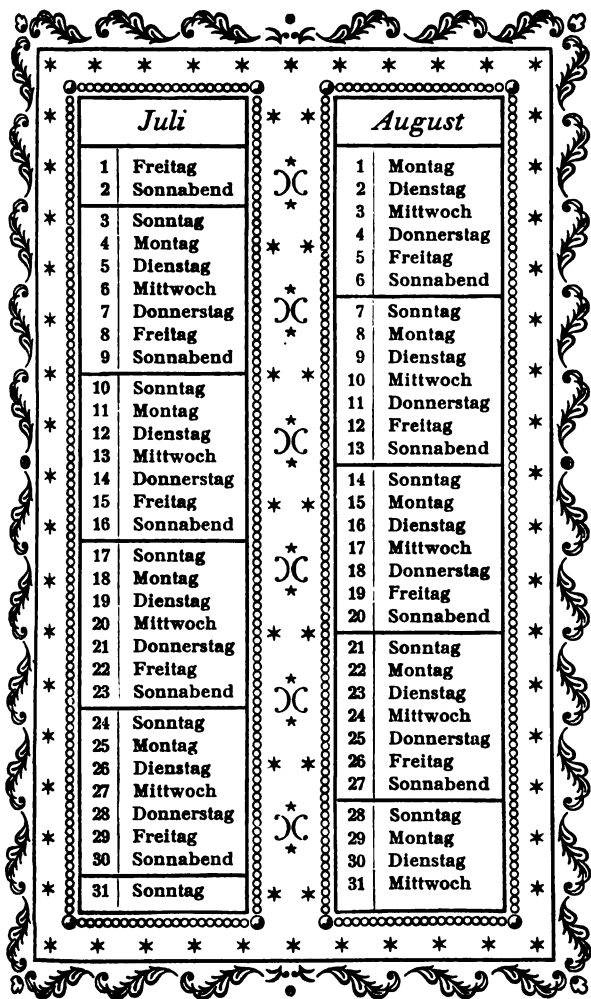 Juli
1 Freitag
2 Sonnabend
3 Sonntag
4 Montag
5 Dienstag
6 Mittwoch
7 Donnerstag
8 Freitag
9 Sonnabend
10 Sonntag
11 Montag
12 Dienstag
13 Mittwoch
14 Donnerstag
15 Freitag
16 Sonnabend
17 Sonntag
18 Montag
19 Dienstag
20 Mittwoch
21 Donnerstag
22 Freitag
23 Sonnabend
24 Sonntag
25 Montag
26 Dienstag
27 Mittwoch
28 Donnerstag
29 Freitag
30 Sonnabend
31 Sonntag
August
1 Montag
2 Dienstag
3 Mittwoch
4 Donnerstag
5 Freitag
6 Sonnabend
7 Sonntag
8 Montag
9 Dienstag
10 Mittwoch
11 Donnerstag
12 Freitag
13 Sonnabend
14 Sonntag
15 Montag
16 Dienstag
17 Mittwoch
18 Donnerstag
19 Freitag
20 Sonnabend
21 Sonntag
22 Montag
23 Dienstag
24 Mittwoch
25 Donnerstag
26 Freitag
27 Sonnabend
28 Sonntag
29 Montag
30 Dienstag
31 Mittwoch